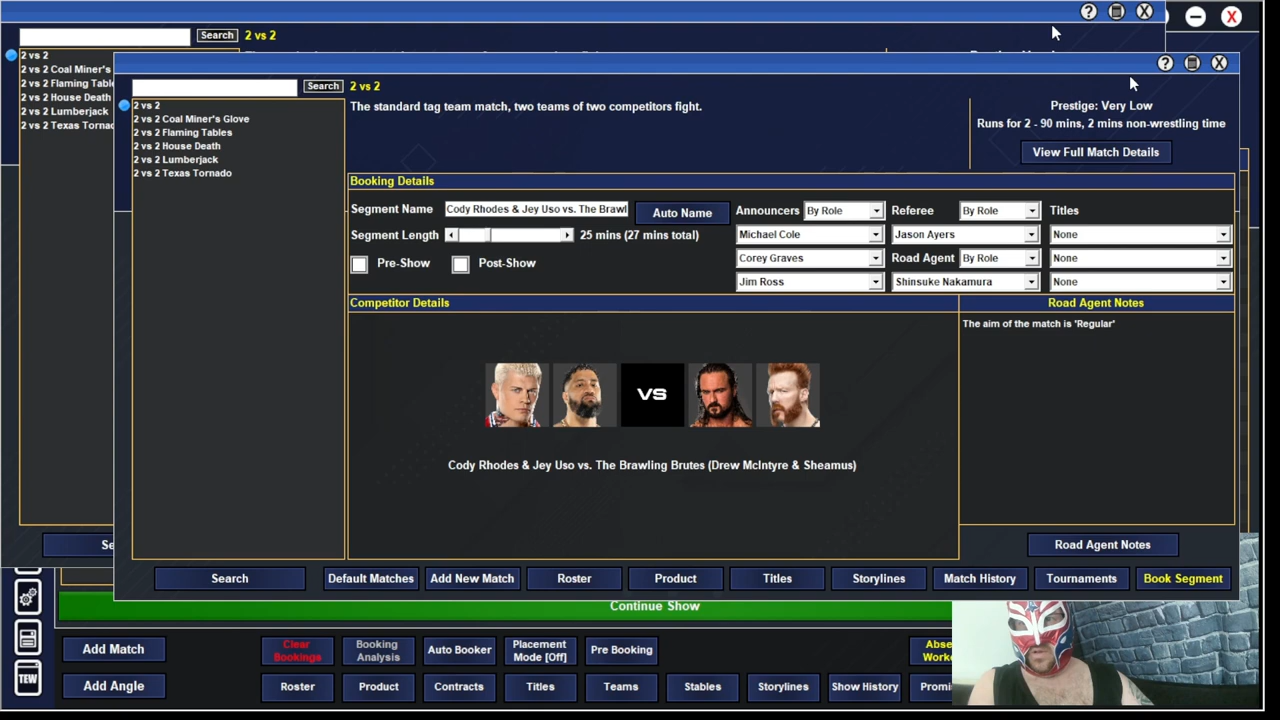 Search
2 vs 2
2 vs 2
2 vs 2 Coal Miner's
2 vs 2 Flaming Table
2 vs 2 House Death
2 vs 2 Lumberjack
2 vs 2 Texas Tornad
Search
2 vs 2
2 vs 2
2 vs 2 Coal Miner's Glove
2 vs 2 Flaming Tables
2 vs 2 House Death
2 vs 2 Lumberjack
2 vs 2 Texas Tornado
The standard tag team match, two teams of two competitors fight.
Prestige: Very Low
Runs for 2 - 90 mins, 2 mins non-wrestling time
View Full Match Details
Booking Details
Segment Name
Cody Rhodes & Jey Uso vs. The Brawl
Auto Name
Segment Length
25 mins (27 mins total)
Pre-Show
Post-Show
Announcers
By Role
Michael Cole
Corey Graves
Jim Ross
Referee
By Role
Jason Ayers
Road Agent
By Role
Shinsuke Nakamura
Titles
None
None
None
Competitor Details
VS
Cody Rhodes & Jey Uso vs. The Brawling Brutes (Drew McIntyre & Sheamus)
Road Agent Notes
The aim of the match is 'Regular'
Road Agent Notes
Se
Search
Default Matches
Add New Match
Roster
Product
Titles
Storylines
Match History
Tournaments
Book Segment
Continue Show
Add Match
Clear Bookings
Booking Analysis
Auto Booker
Placement Mode [Off]
Pre Booking
Abse
Work
Add Angle
Roster
Product
Contracts
Titles
Teams
Stables
Storylines
Show History
Promi
TEW